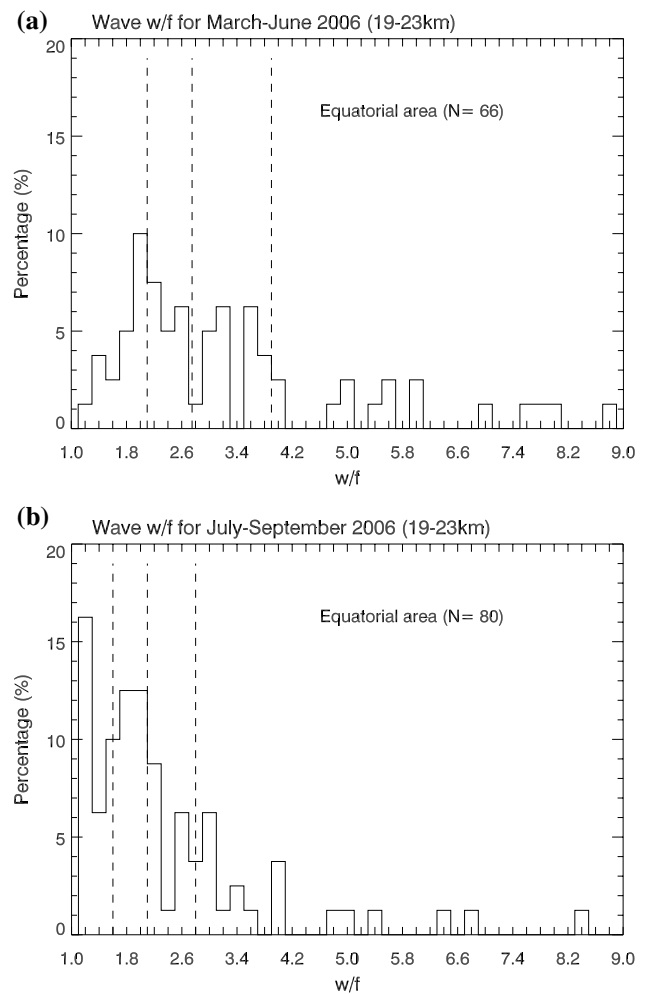 (a) Wave w/f for March-June 2006 (19-23km)
20
Equatorial area (N= 66)
15
10
5
0
Percentage (%)
1.0 1.8 2.6 3.4 4.2 5.0 5.8 6.6 7.4 8.2 9.0
w/f
(b) Wave w/f for July-September 2006 (19-23km)
20
Equatorial area (N= 80)
15
10
5
0
Percentage (%)
1.0 1.8 2.6 3.4 4.2 5.0 5.8 6.6 7.4 8.2 9.0
w/f